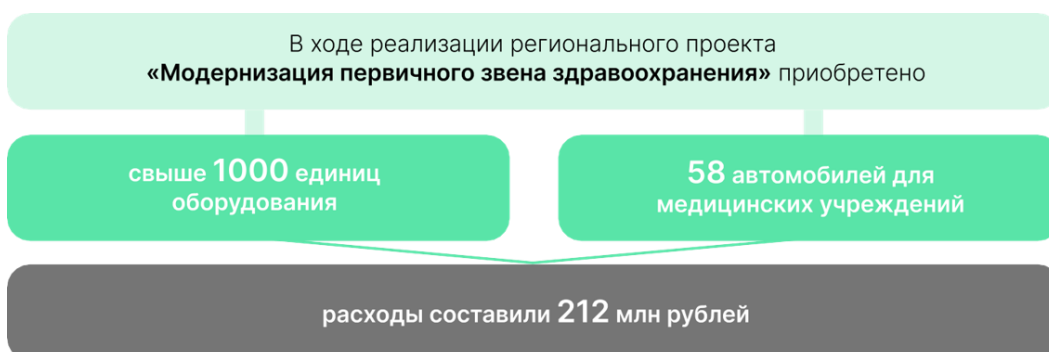 В ходе реализации регионального проекта
«Модернизация первичного звена здравоохранения» приобретено
свыше 1000 единиц
оборудования
58 автомобилей для
медицинских учреждений
расходы составили 212 млн рублей